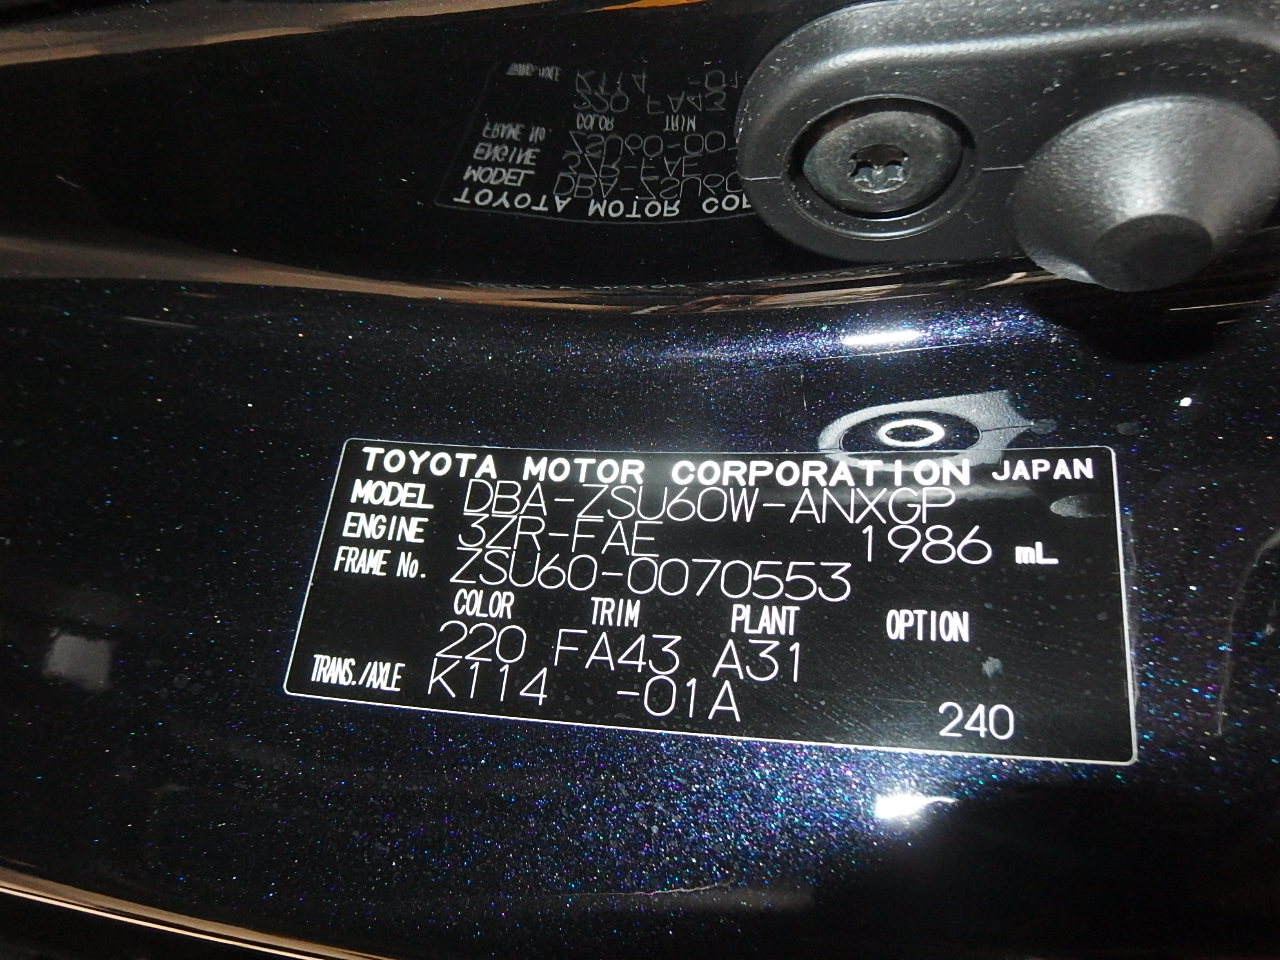 TOYOTA MOTOR CORPORATION JAPAN
MODEL DBA-ZSU60W-ANXGP
ENGINE 3ZR-FAE 1986 mL
FRAME No. ZSU60-0070553
COLOR TRIM PLANT OPTION
220 FA43 A31
TRANS./AXLE K114 -01A
240